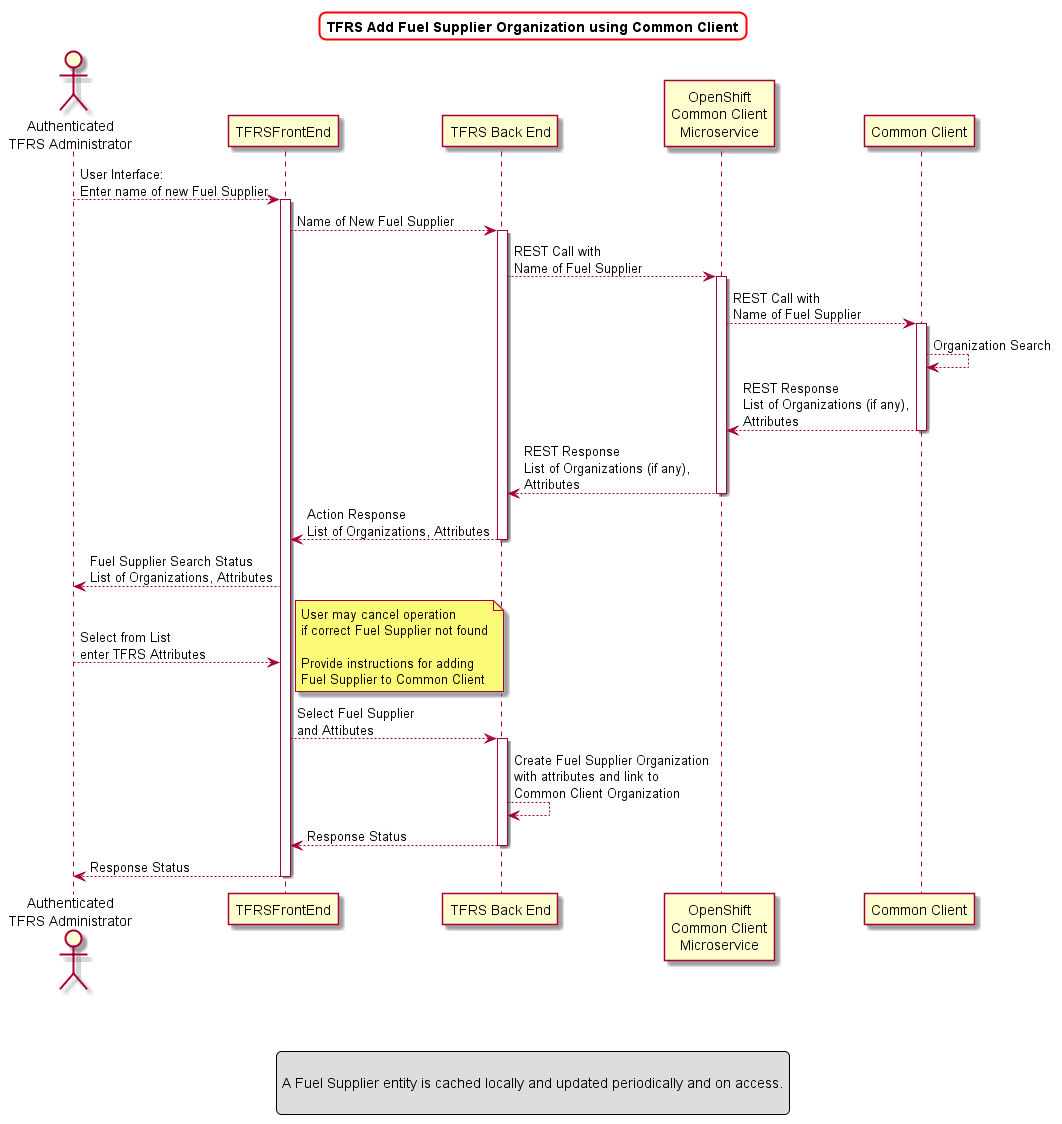 TFRS Add Fuel Supplier Organization using Common Client
Authenticated
TFRS Administrator
TFRSFrontEnd
TFRS Back End
OpenShift
Common Client
Microservice
Common Client
User Interface:
Enter name of new Fuel Supplier
Name of New Fuel Supplier
REST Call with
Name of Fuel Supplier
REST Call with
Name of Fuel Supplier
Organization Search
REST Response
List of Organizations (if any),
Attributes
REST Response
List of Organizations (if any),
Attributes
Action Response
List of Organizations, Attributes
Fuel Supplier Search Status
List of Organizations, Attributes
User may cancel operation
if correct Fuel Supplier not found
Provide instructions for adding
Fuel Supplier to Common Client
Select from List
enter TFRS Attributes
Select Fuel Supplier
and Attibutes
Create Fuel Supplier Organization
with attributes and link to
Common Client Organization
Response Status
Response Status
Authenticated
TFRS Administrator
TFRSFrontEnd
TFRS Back End
OpenShift
Common Client
Microservice
Common Client
A Fuel Supplier entity is cached locally and updated periodically and on access.